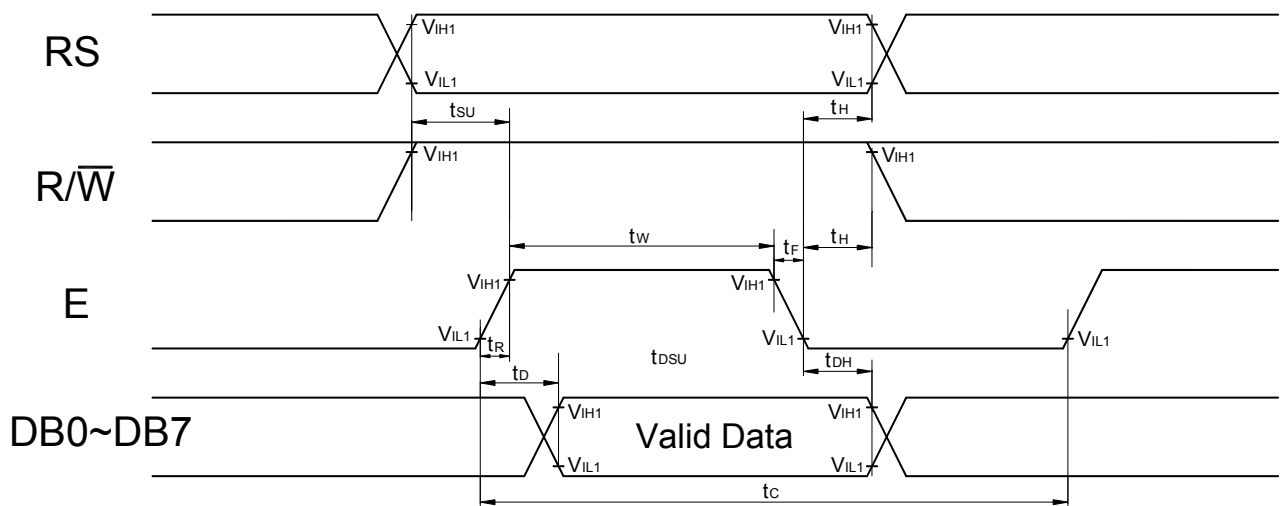 RS
VIH1
VIH1
VIL1
VIL1
tSU
tH
R/W̅
VIH1
VIH1
tW
tF
tH
E
VIH1
VIH1
VIL1
VIL1
VIL1
tR
tDSU
tDH
tD
DB0~DB7
VIH1
VIH1
Valid Data
VIL1
VIL1
tC